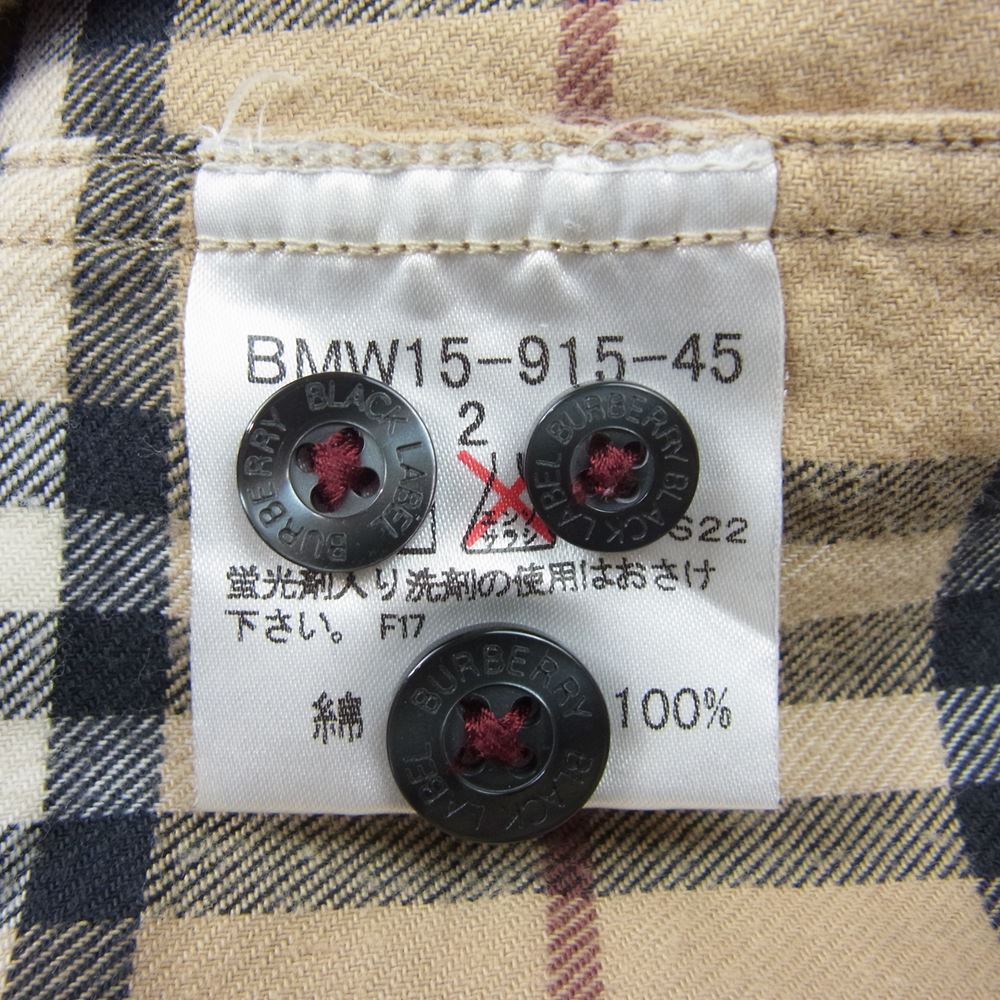 BMW15-915-45
2
BURBERRY BLACK LABEL
BURBERRY BLACK LABEL
S22
蛍光剤入り洗剤の使用はおさけ
下さい。 F17
綿 100%
BURBERRY BLACK LABEL